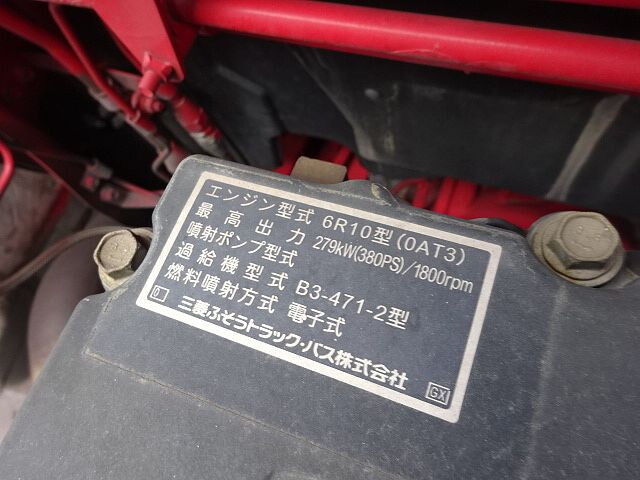 エンジン型式 6R10型(0AT3)
最高出力 279kW(380PS)/1800rpm
噴射ポンプ型式
過給機型式 B3-471-2型
燃料噴射方式 電子式
三菱ふそうトラック・バス株式会社
GX